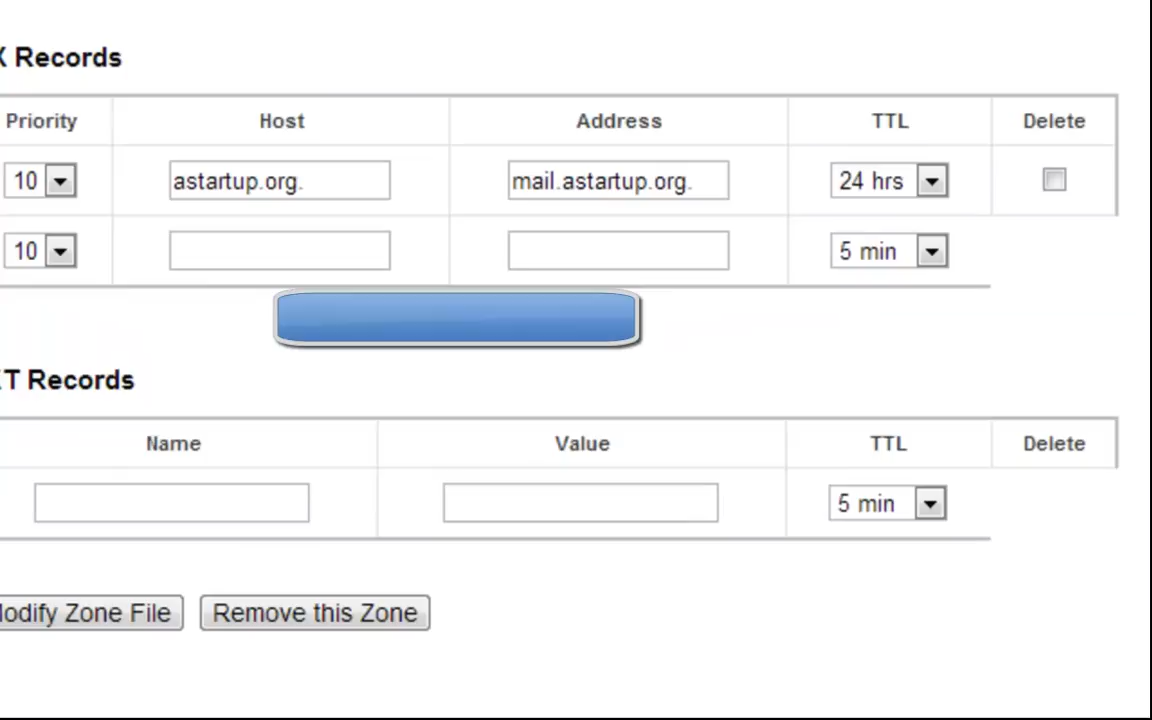 X Records
Priority Host Address TTL Delete
10 astartup.org. mail.astartup.org. 24 hrs
10 5 min
T Records
Name Value TTL Delete
5 min
odify Zone File Remove this Zone